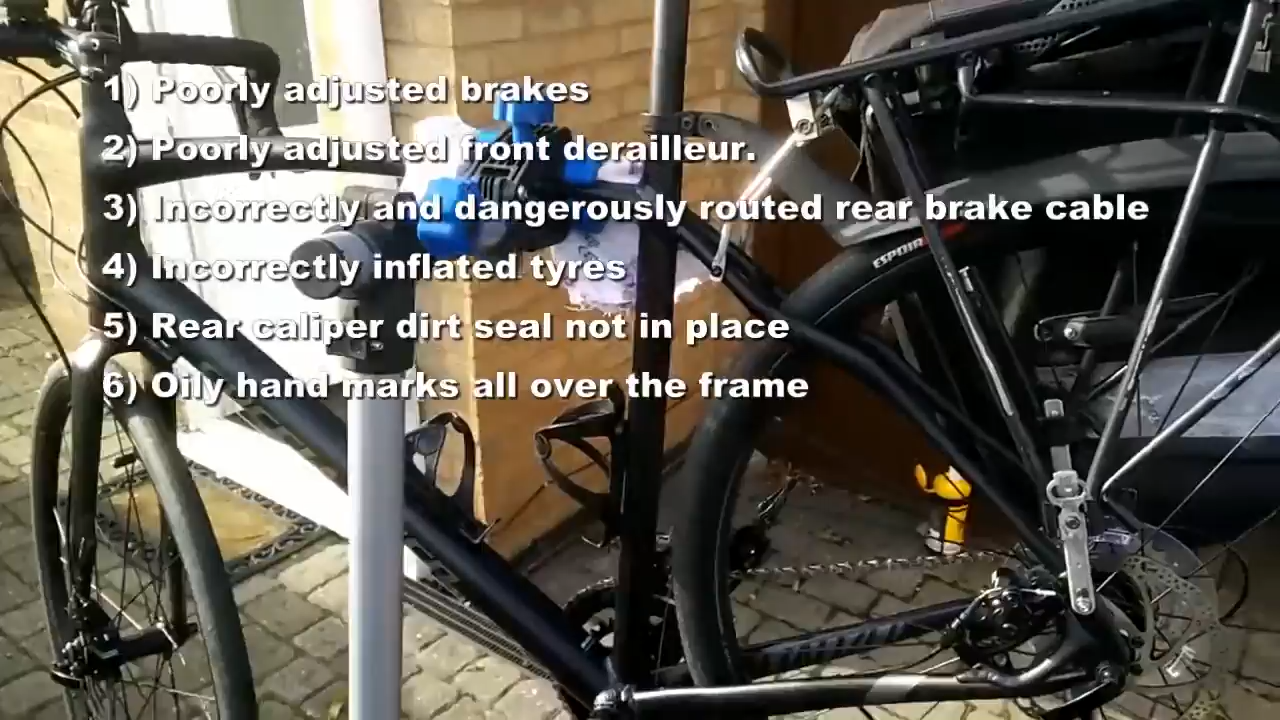 1) Poorly adjusted brakes
2) Poorly adjusted front derailleur.
3) Incorrectly and dangerously routed rear brake cable
4) Incorrectly inflated tyres
5) Rear caliper dirt seal not in place
6) Oily hand marks all over the frame
ESPOIR